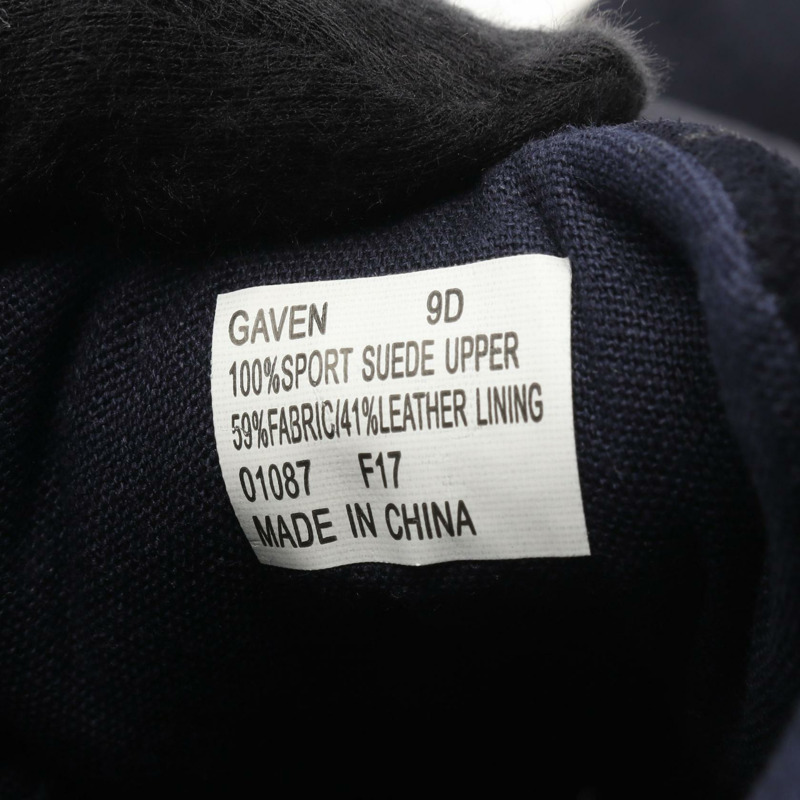 GAVEN 9D
100%SPORT SUEDE UPPER
59%FABRIC/41%LEATHER LINING
01087 F17
MADE IN CHINA